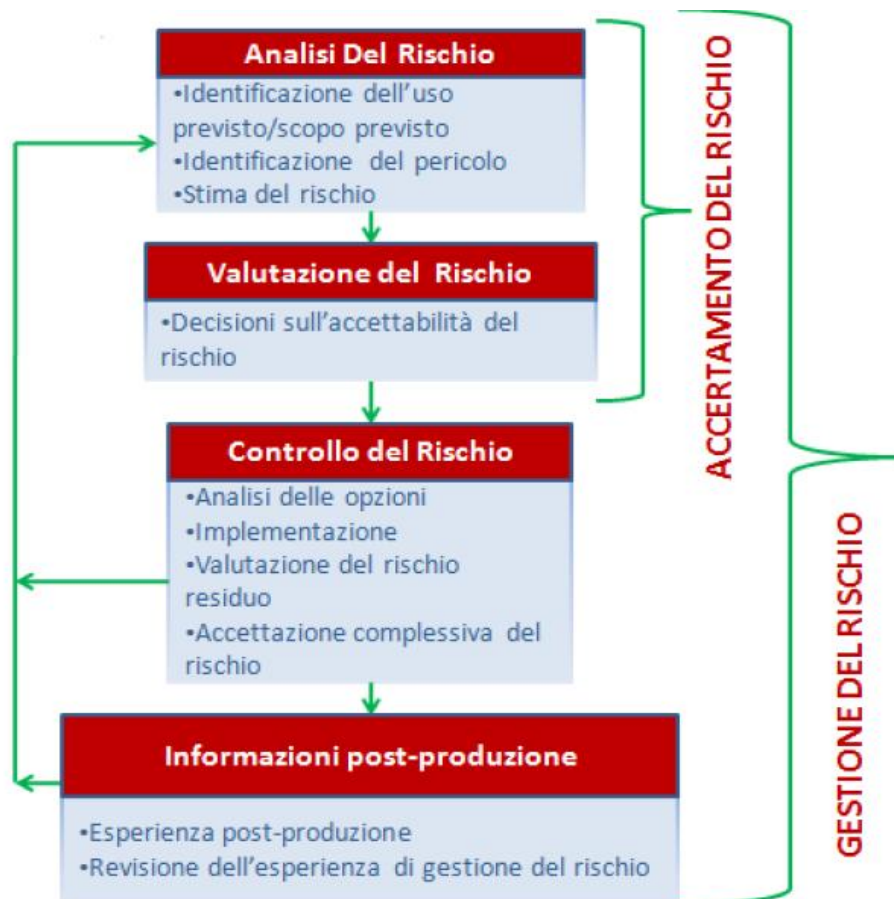 Analisi Del Rischio
•Identificazione dell'uso
previsto/scopo previsto
•Identificazione del pericolo
•Stima del rischio
Valutazione del Rischio
•Decisioni sull'accettabilità del
rischio
Controllo del Rischio
•Analisi delle opzioni
•Implementazione
•Valutazione del rischio
residuo
•Accettazione complessiva del
rischio
Informazioni post-produzione
•Esperienza post-produzione
•Revisione dell'esperienza di gestione del rischio
ACCERTAMENTO DEL RISCHIO
GESTIONE DEL RISCHIO